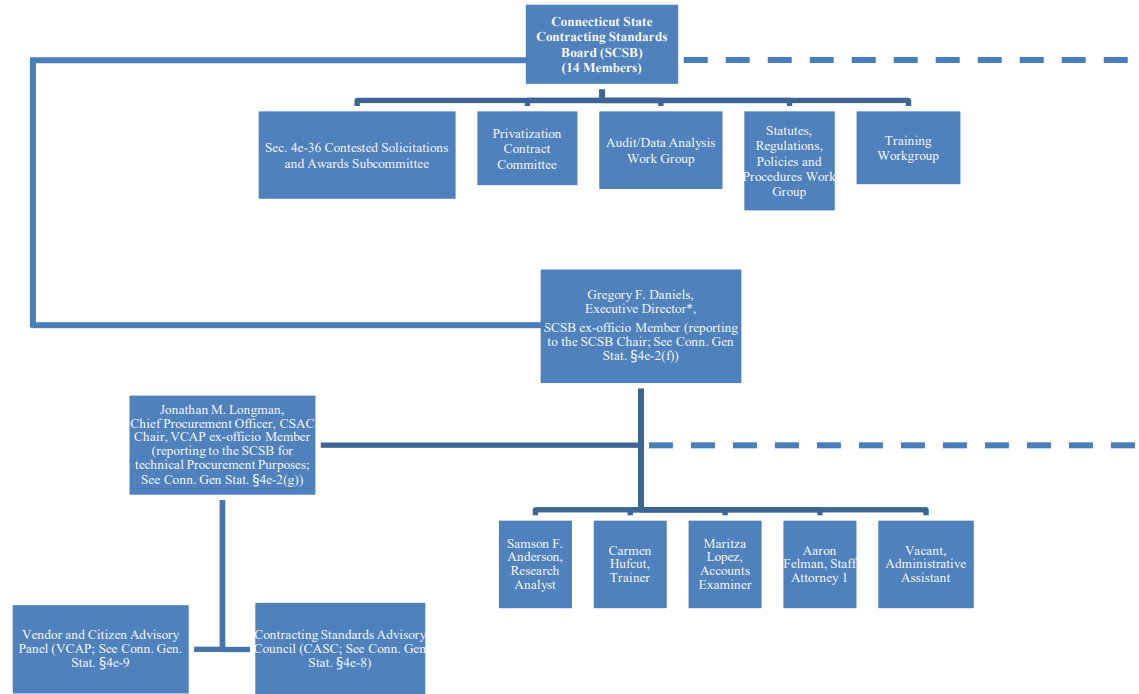 Connecticut State
Contracting Standards
Board (SCSB)
(14 Members)
Sec. 4e-36 Contested Solicitations
and Awards Subcommittee
Privatization
Contract
Committee
Audit/Data Analysis
Work Group
Statutes,
Regulations,
Policies and
Procedures Work
Group
Training
Workgroup
Gregory F. Daniels,
Executive Director*,
SCSB ex-officio Member (reporting
to the SCSB Chair; See Conn. Gen
Stat. §4e-2(f))
Jonathan M. Longman,
Chief Procurement Officer, CSAC
Chair, VCAP ex-officio Member
(reporting to the SCSB for
technical Procurement Purposes;
See Conn. Gen Stat. §4e-2(g))
Samson F.
Anderson,
Research
Analyst
Carmen
Hufcut,
Trainer
Maritza
Lopez,
Accounts
Examiner
Aaron
Felman, Staff
Attorney 1
Vacant,
Administrative
Assistant
Vendor and Citizen Advisory
Panel (VCAP; See Conn. Gen.
Stat. §4e-9
Contracting Standards Advisory
Council (CASC; See Conn. Gen
Stat. §4e-8)